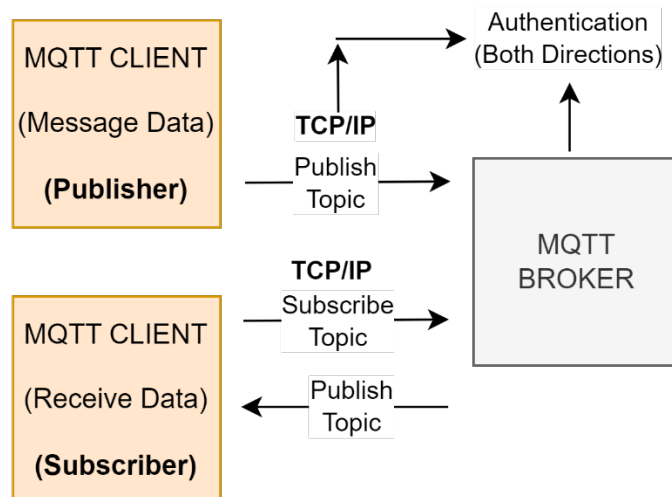 MQTT CLIENT
(Message Data)
(Publisher)
Authentication
(Both Directions)
TCP/IP
Publish
Topic
MQTT
BROKER
TCP/IP
Subscribe
Topic
MQTT CLIENT
(Receive Data)
(Subscriber)
Publish
Topic